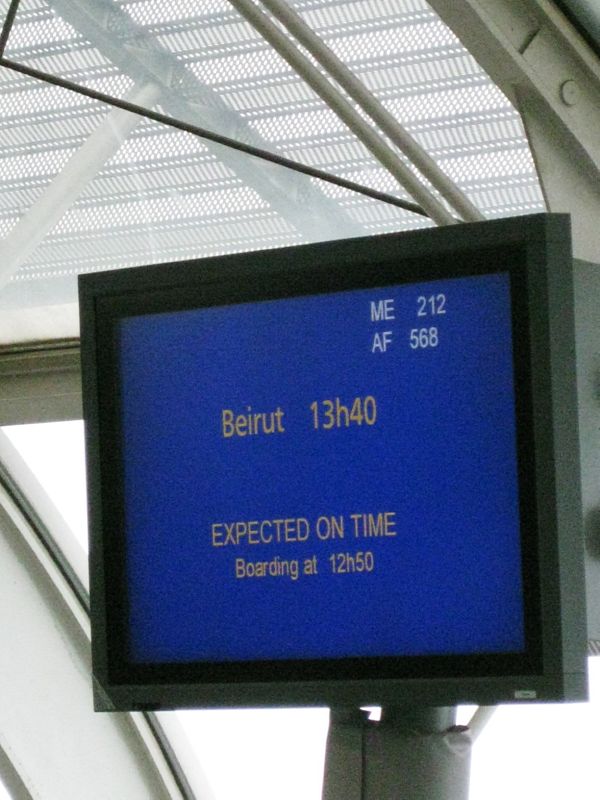 ME 212
AF 568
Beirut 13h40
EXPECTED ON TIME
Boarding at 12h50